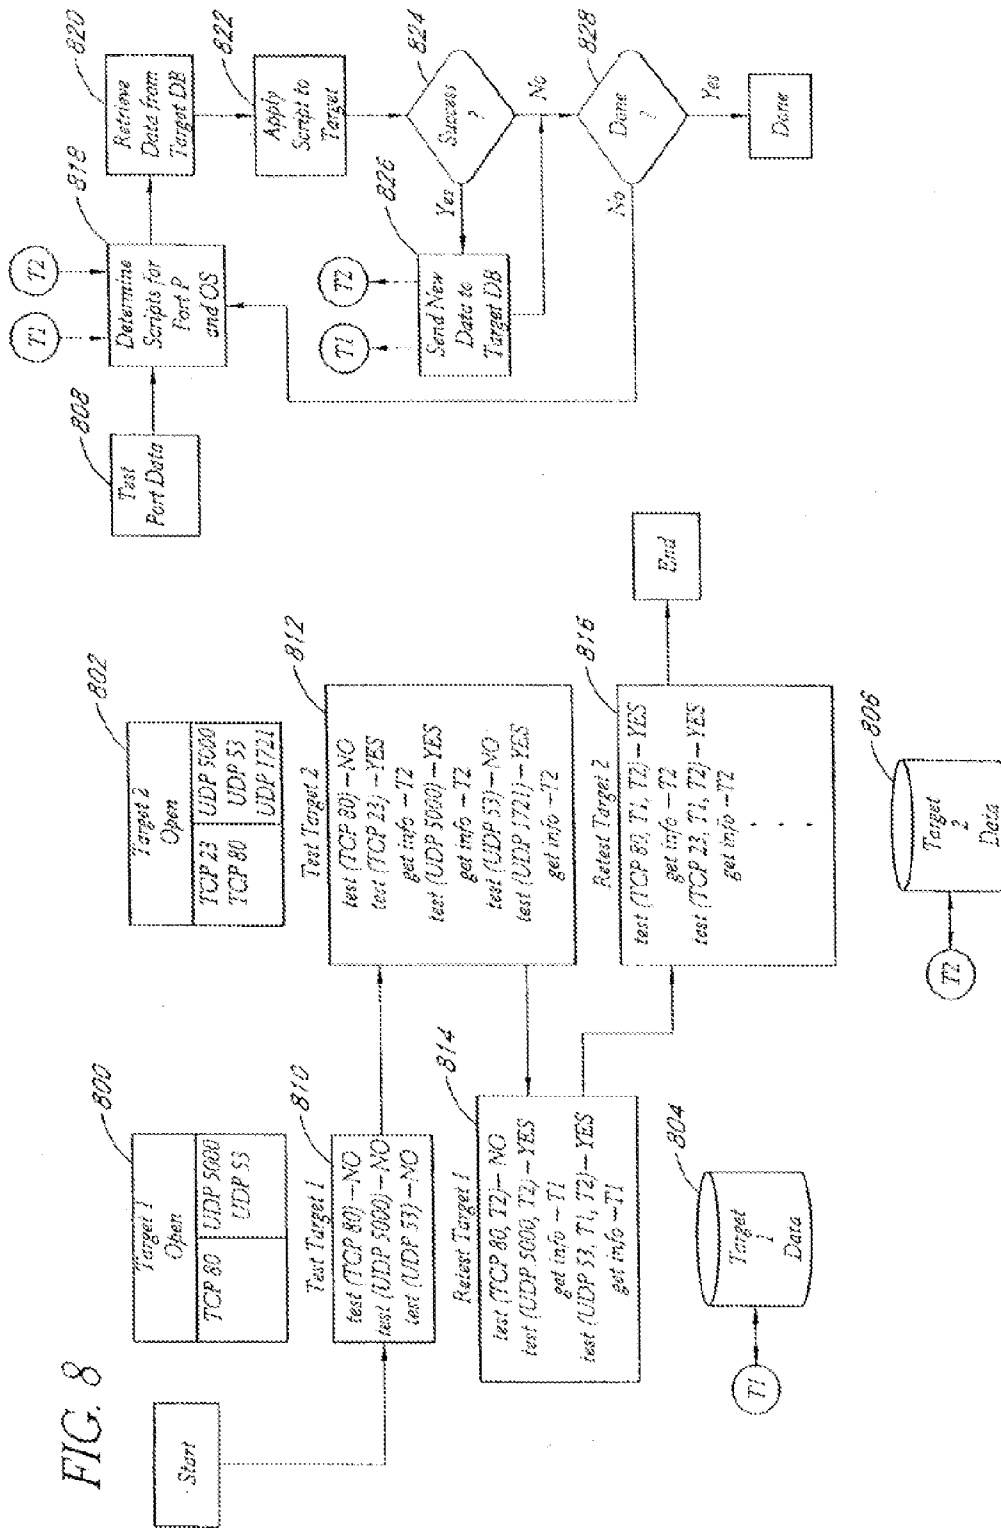 FIG. 8
Start
800
Target 1
Open
TCP 80
UDP 5000
UDP 53
802
Target 2
Open
TCP 23
TCP 80
UDP 5000
UDP 53
UDP 1721
810
Test Target 1
test (TCP 80) – NO
test (UDP 5000) – NO
test (UDP 53) – NO
812
Test Target 2
test (TCP 80) – NO
test (TCP 23) – YES
get info – T2
test (UDP 5000) – YES
get info – T2
test (UDP 53) – NO
test (UDP 1721) – YES
get info – T2
814
Retest Target 1
test (TCP 80, T2) – NO
test (UDP 5000, T2) – YES
get info – T1
test (UDP 53, T1, T2) – YES
get info – T1
816
Retest Target 2
test (TCP 80, T1, T2) – YES
get info – T2
test (TCP 23, T1, T2) – YES
get info – T2
.
.
.
End
804
Target
1
Data
T1
806
Target
2
Data
T2
808
Test
Port Data
T1
T2
818
Determine
Scripts for
Port P
and OS
820
Retrieve
Data from
Target DB
822
Apply
Script to
Target
824
Success
?
Yes
No
826
T1
T2
Send New
Data to
Target DB
828
Done
?
No
Yes
Done